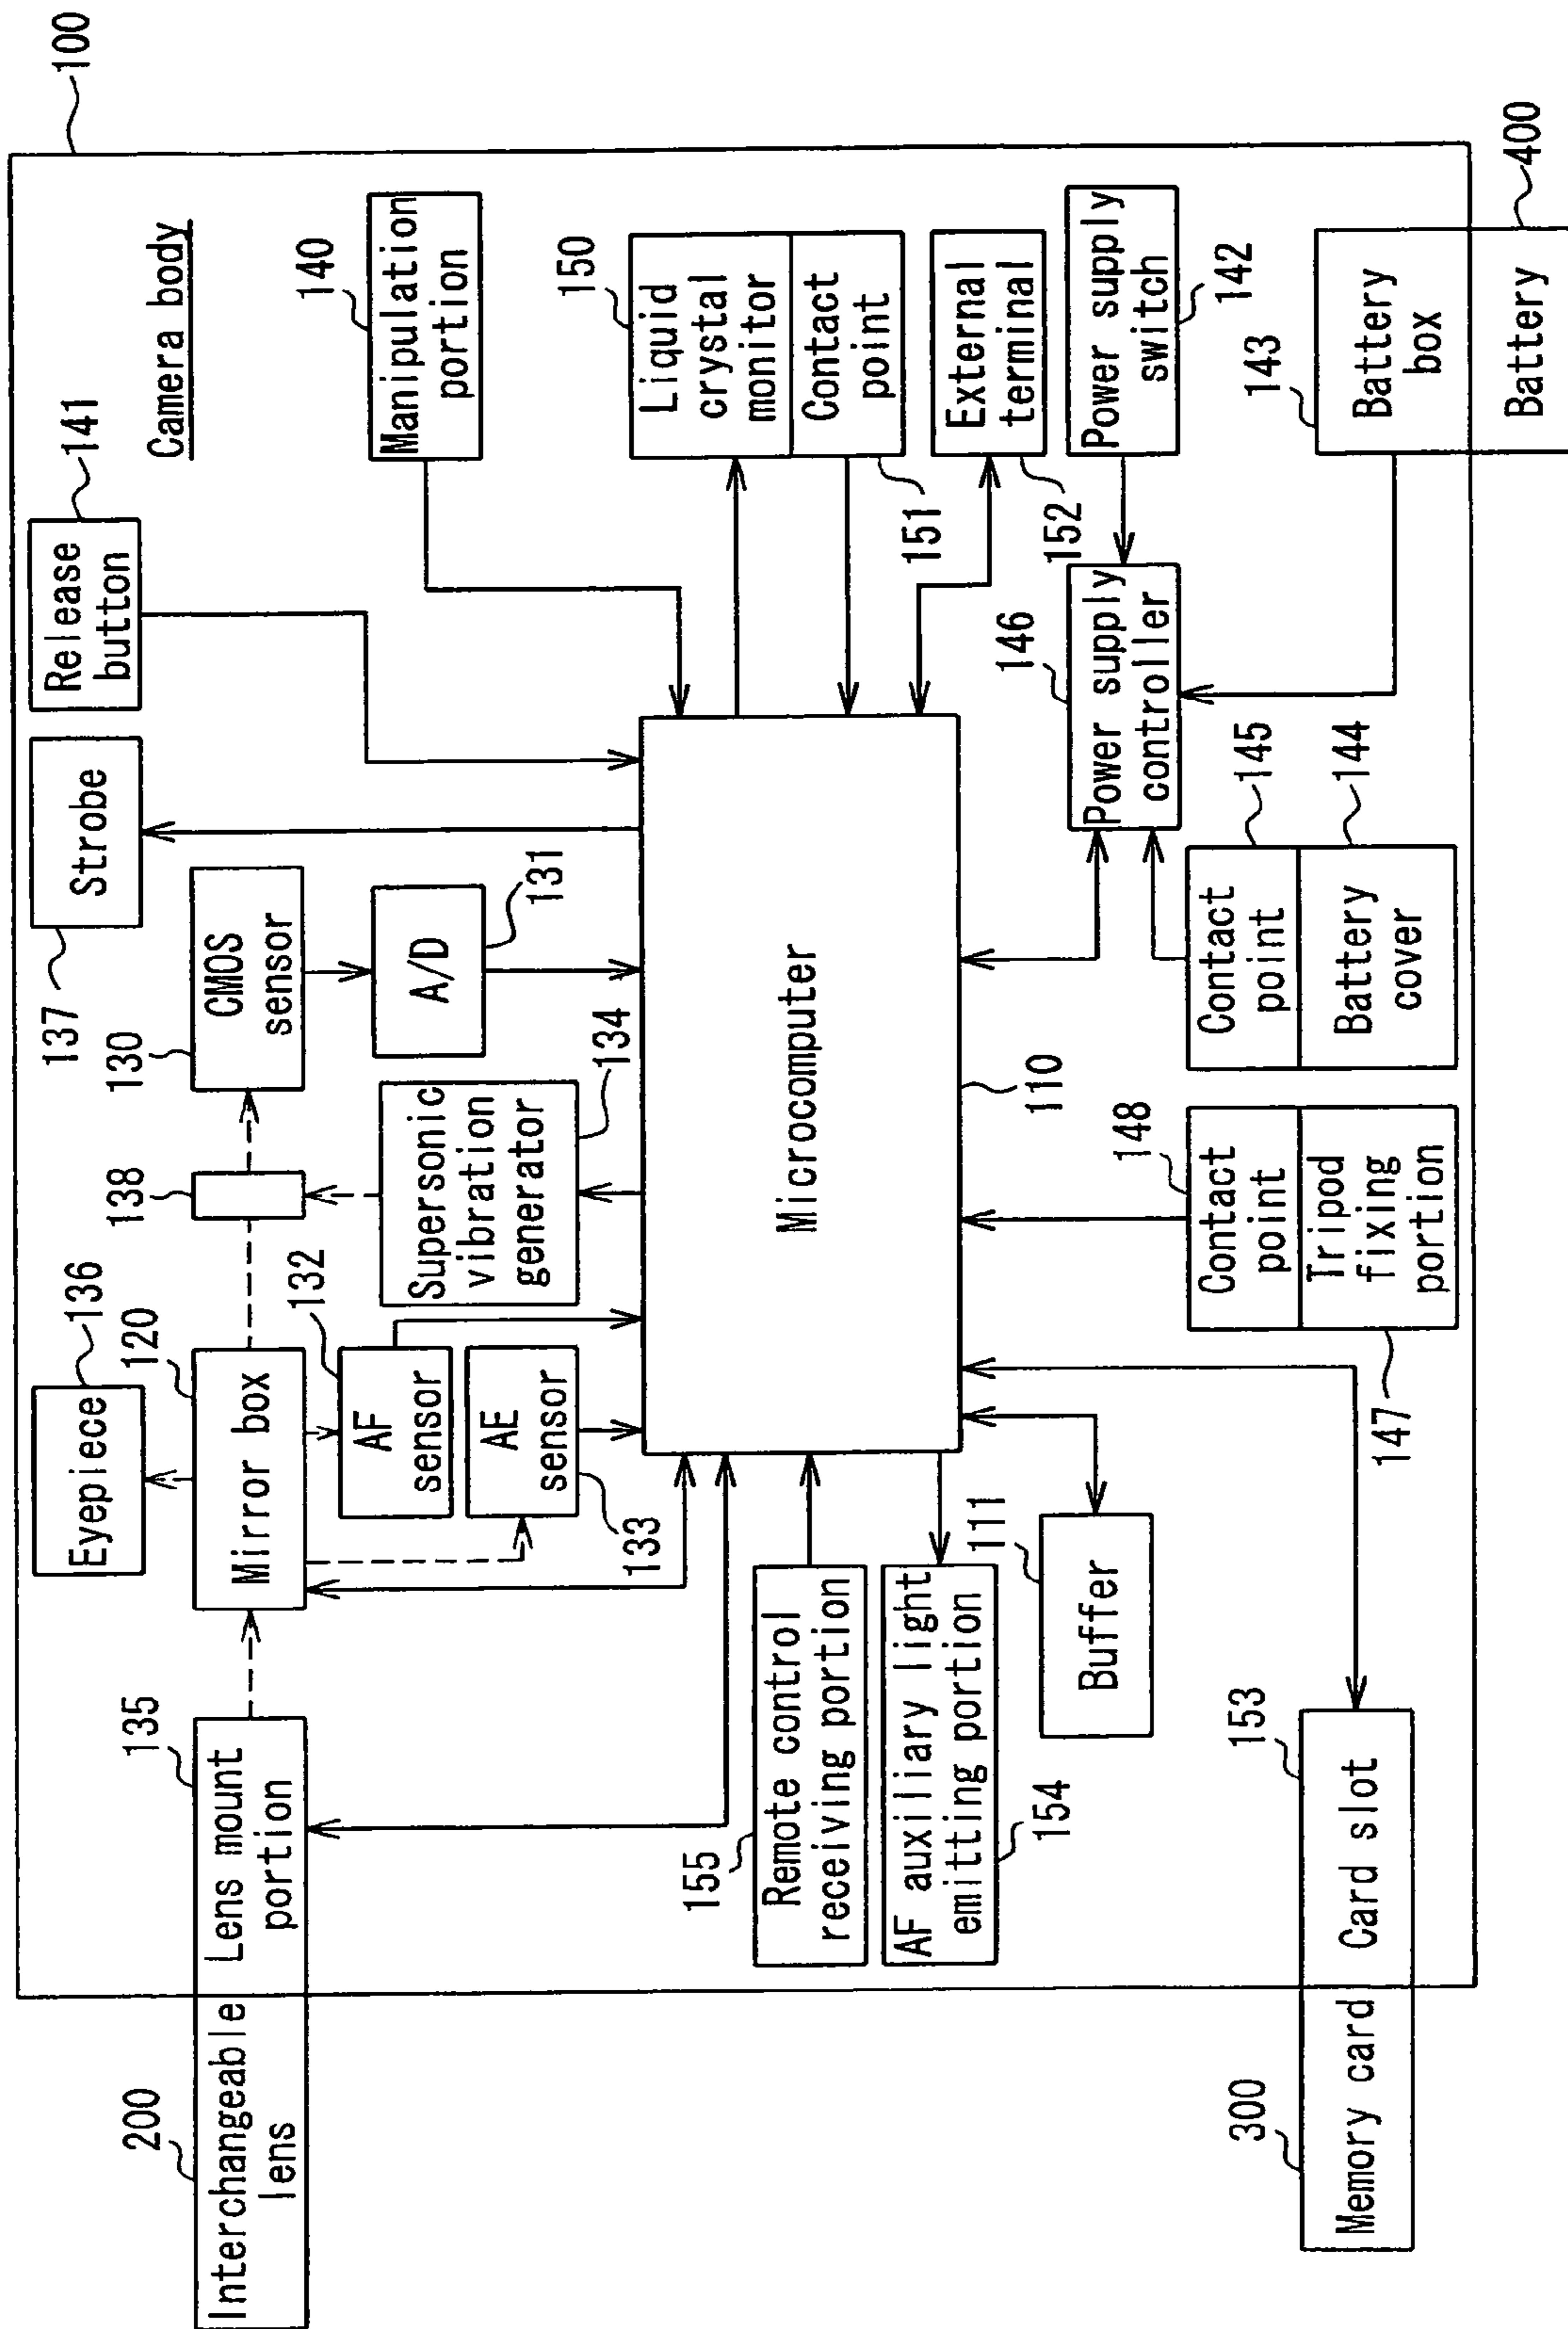 100
Camera body
200
Interchangeable
lens
135
Lens mount
portion
136
Eyepiece
120
Mirror box
138
130
CMOS
sensor
137
Strobe
141
Release
button
132
AF
sensor
AE
sensor
133
Supersonic
vibration
generator
134
A/D
131
140
Manipulation
portion
155
Remote control
receiving portion
AF auxiliary light
emitting portion
154
111
Buffer
Microcomputer
110
150
Liquid
crystal
monitor
Contact
point
151
External
terminal
152
Power supply
switch
142
146
Power supply
controller
300
Memory card
153
Card slot
148
Contact
point
Tripod
fixing
portion
147
145
Contact
point
144
Battery
cover
143
Battery
box
400
Battery